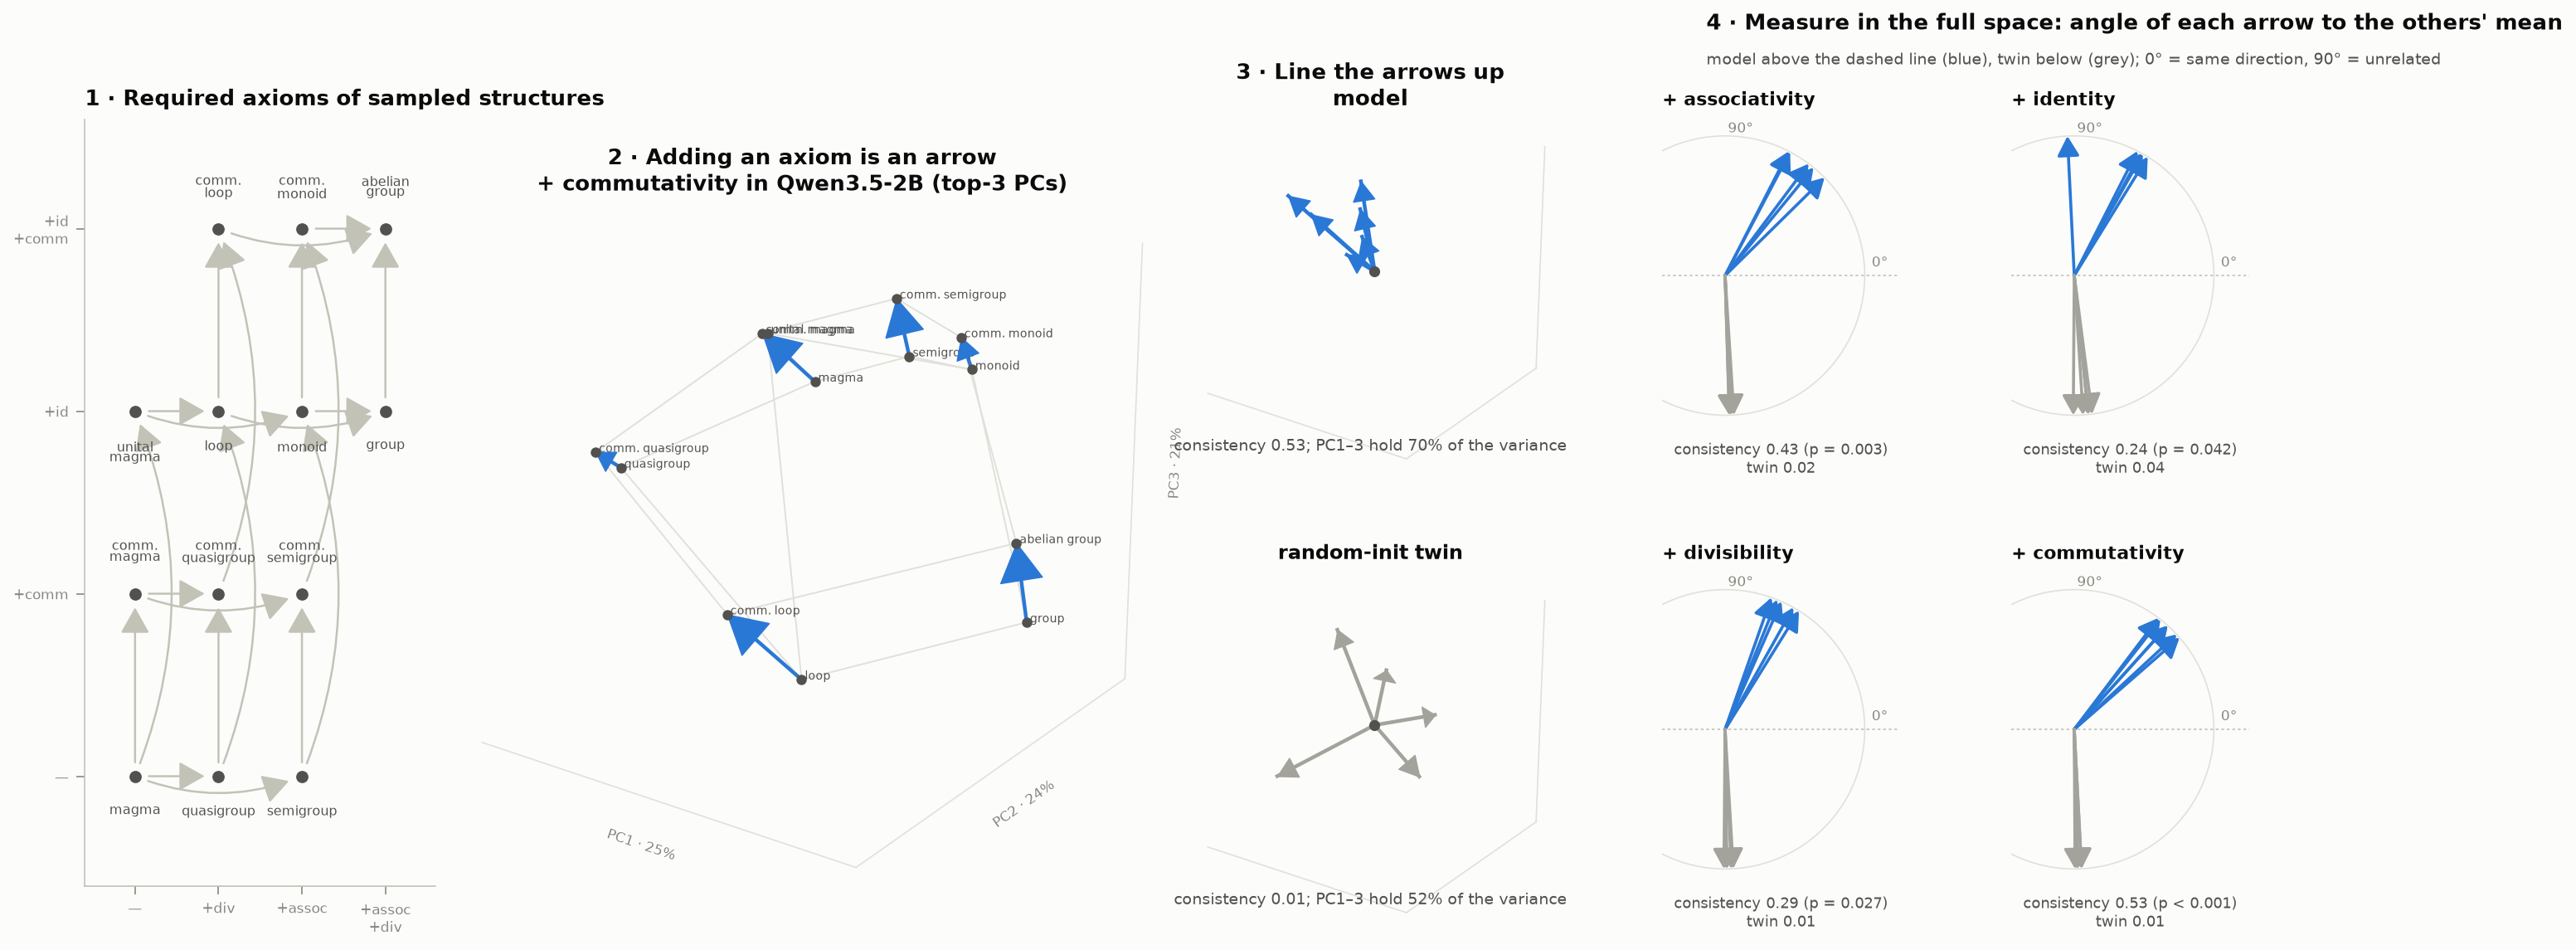 4 · Measure in the full space: angle of each arrow to the others' mean
model above the dashed line (blue), twin below (grey); 0° = same direction, 90° = unrelated
1 · Required axioms of sampled structures
+id
+comm
+id
+comm
—
comm.
loop
comm.
monoid
abelian
group
unital
magma
loop
monoid
group
comm.
magma
comm.
quasigroup
comm.
semigroup
magma
quasigroup
semigroup
—
+div
+assoc
+assoc
+div
2 · Adding an axiom is an arrow
+ commutativity in Qwen3.5-2B (top-3 PCs)
comm. semigroup
magma
comm. monoid
monoid
magma
comm. quasigroup
quasigroup
abelian group
comm. loop
group
loop
PC1 · 25%
PC2 · 24%
PC3 · 21%
3 · Line the arrows up
model
consistency 0.53; PC1–3 hold 70% of the variance
random-init twin
consistency 0.01; PC1–3 hold 52% of the variance
+ associativity
90°
0°
consistency 0.43 (p = 0.003)
twin 0.02
+ identity
90°
0°
consistency 0.24 (p = 0.042)
twin 0.04
+ divisibility
90°
0°
consistency 0.29 (p = 0.027)
twin 0.01
+ commutativity
90°
0°
consistency 0.53 (p < 0.001)
twin 0.01